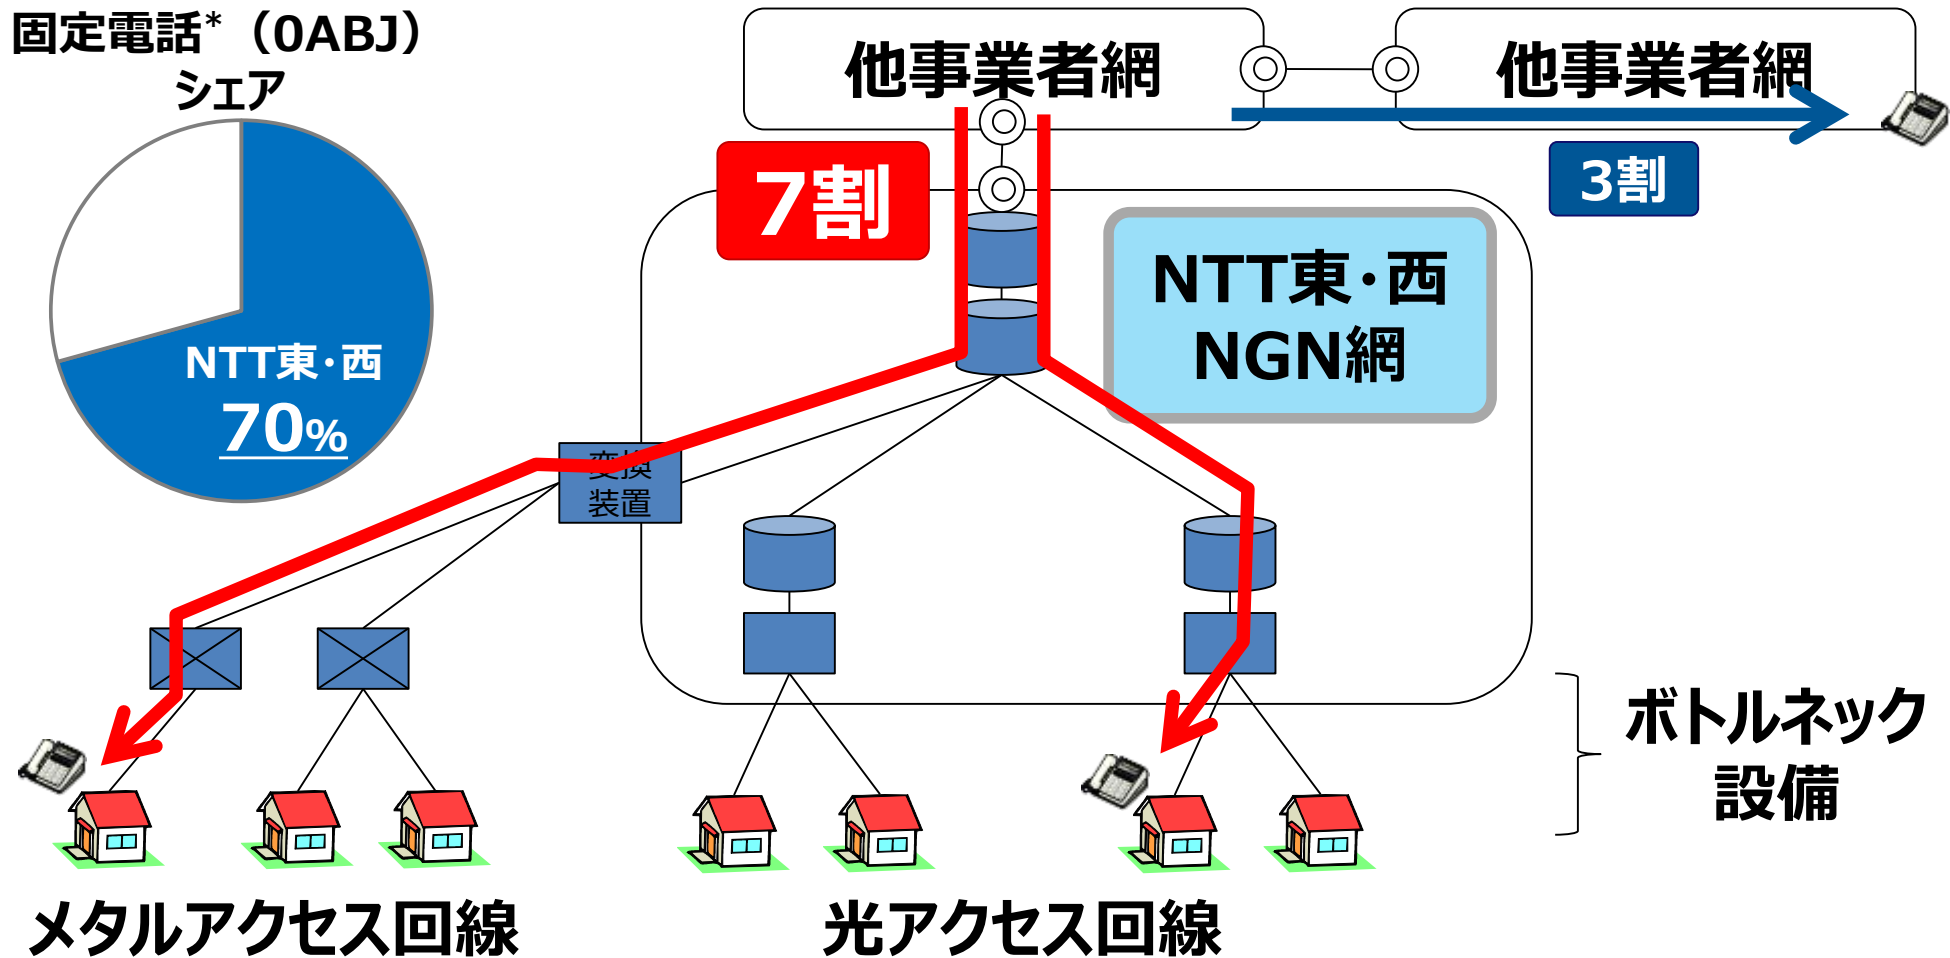 固定電話*（0ABJ）
シェア
NTT東・西
70%
他事業者網
他事業者網
7割
3割
NTT東・西
NGN網
変換
装置
ボトルネック
設備
メタルアクセス回線
光アクセス回線